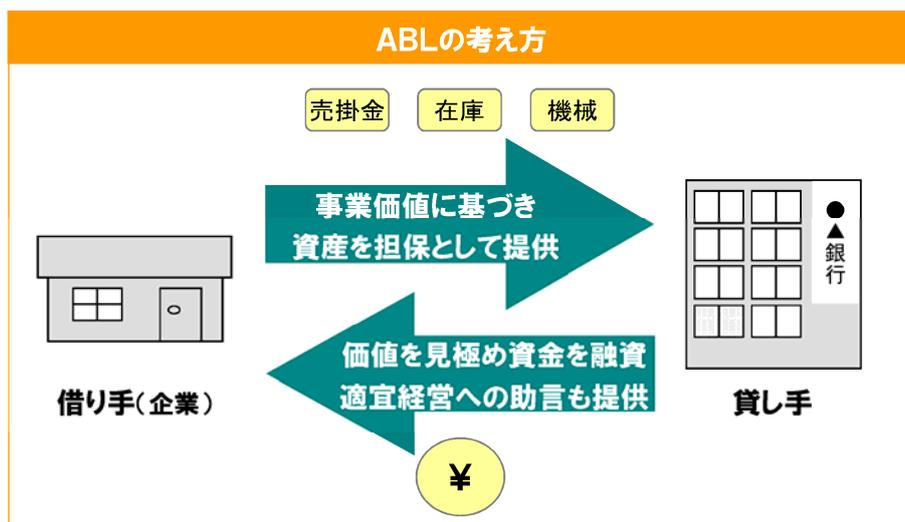 ABLの考え方
売掛金
在庫
機械
事業価値に基づき
資産を担保として提供
●▲銀行
価値を見極め資金を融資
適宜経営への助言も提供
借り手(企業)
貸し手
¥